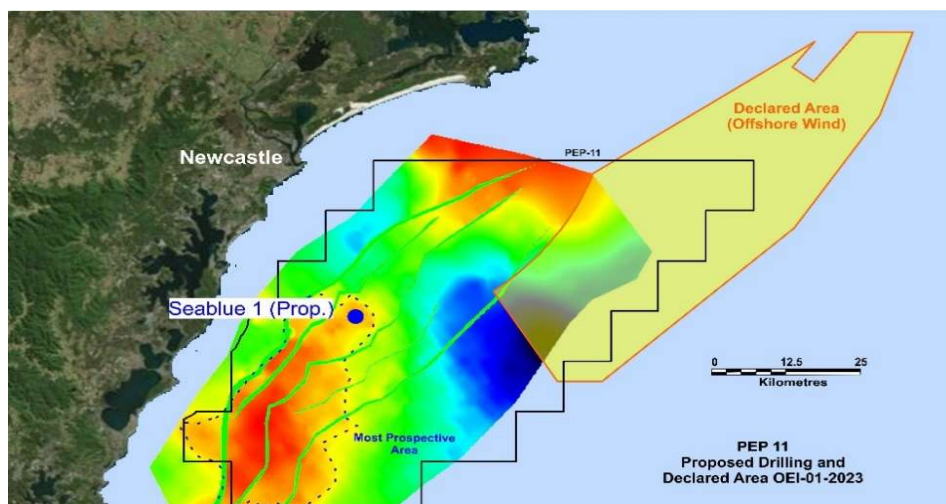 Declared Area
(Offshore Wind)
PEP-11
Newcastle
Seablue 1 (Prop.)
0 12.5 25
Kilometres
Most Prospective
Area
PEP 11
Proposed Drilling and
Declared Area OEI-01-2023